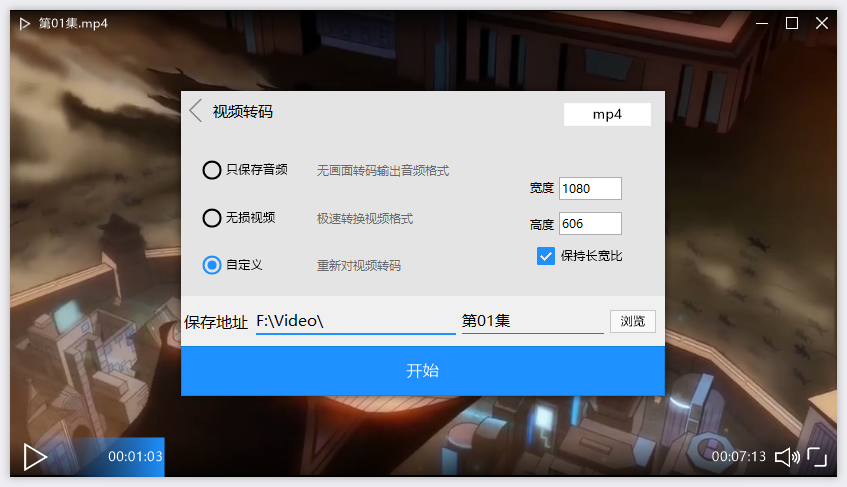 第01集.mp4
视频转码
mp4
只保存音频 无画面转码输出音频格式
宽度 1080
无损视频 极速转换视频格式
高度 606
保持长宽比
自定义 重新对视频转码
保存地址 F:\Video\ 第01集 浏览
开始
00:01:03 00:07:13